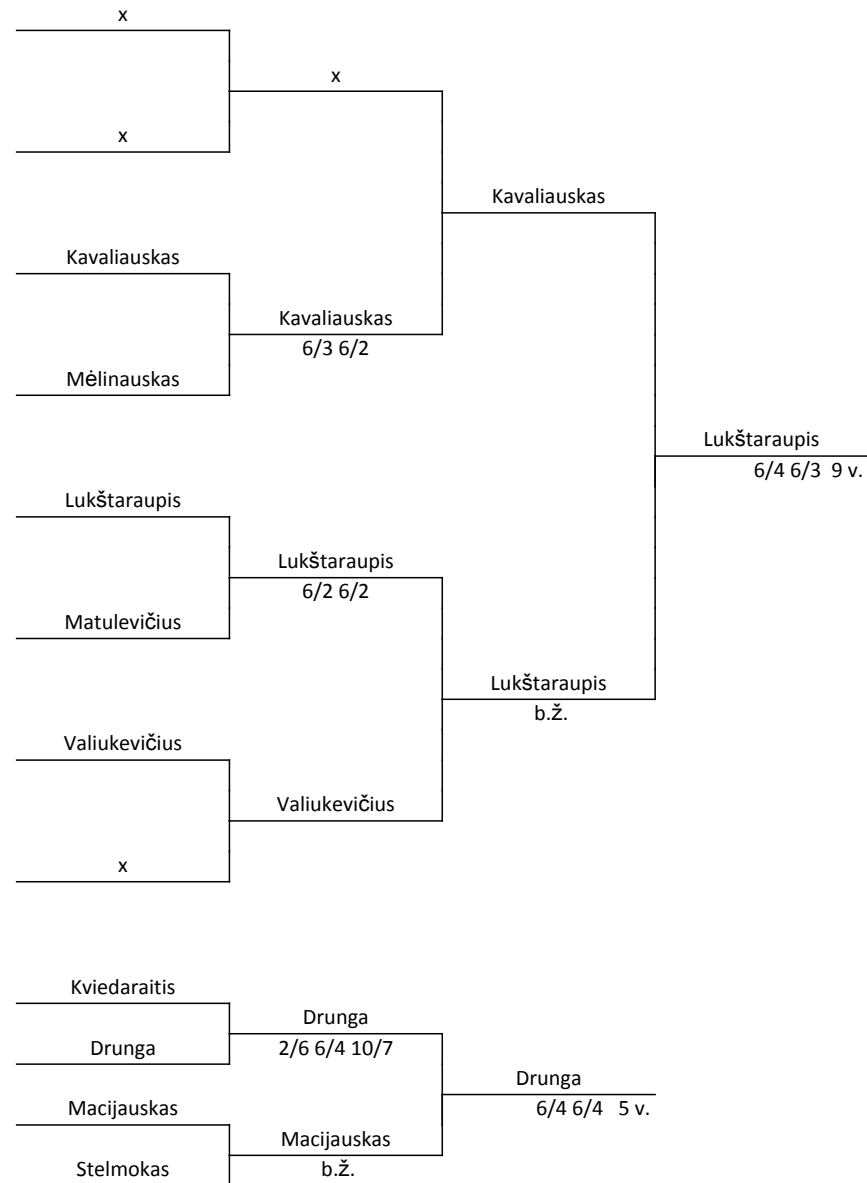 x
x
x
Kavaliauskas
Kavaliauskas
Kavaliauskas
6/3 6/2
Mėlinauskas
Lukštaraupis
6/4 6/3 9 v.
Lukštaraupis
Lukštaraupis
6/2 6/2
Matulevičius
Lukštaraupis
b.ž.
Valiukevičius
Valiukevičius
x
Kviedaraitis
Drunga
2/6 6/4 10/7
Drunga
Drunga
6/4 6/4 5 v.
Macijauskas
Macijauskas
b.ž.
Stelmokas